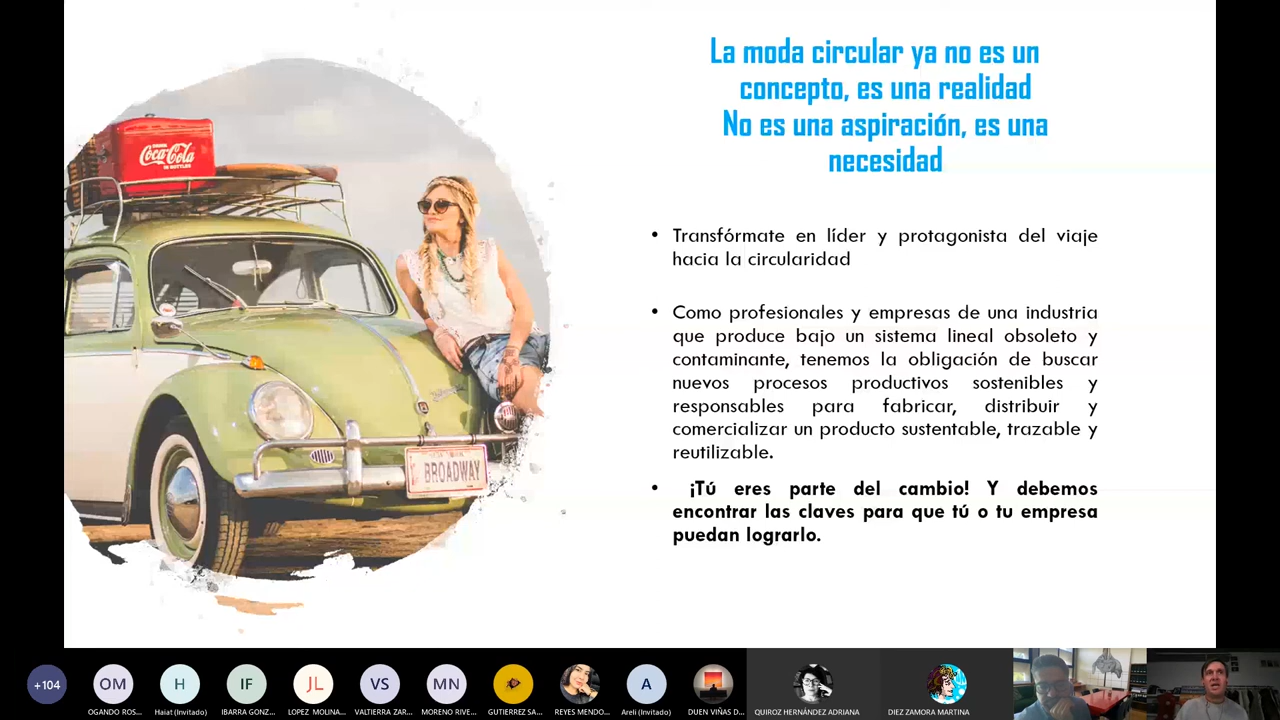 La moda circular ya no es un
concepto, es una realidad
No es una aspiración, es una
necesidad
• Transfórmate en líder y protagonista del viaje
hacia la circularidad
• Como profesionales y empresas de una industria
que produce bajo un sistema lineal obsoleto y
contaminante, tenemos la obligación de buscar
nuevos procesos productivos sostenibles y
responsables para fabricar, distribuir y
comercializar un producto sustentable, trazable y
reutilizable.
• ¡Tú eres parte del cambio! Y debemos
encontrar las claves para que tú o tu empresa
puedan lograrlo.
DRINK
Coca-Cola
IN BOTTLES
BROADWAY
+104
OM
H
IF
JL
VS
MN
A
OGANDO ROS...
Haiat (Invitado)
IBARRA GONZ...
LOPEZ MOLINA...
VALTIERRA ZAR...
MORENO RIVE...
GUTIERREZ SA...
REYES MENDO...
Areli (Invitado)
DUEN VIÑAS D...
QUIROZ HERNÁNDEZ ADRIANA
DIEZ ZAMORA MARTINA